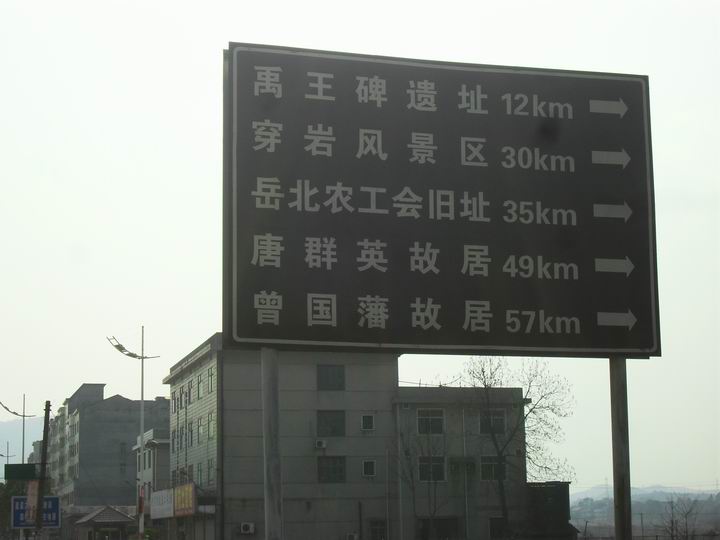 禹王碑遗址 12km
穿岩风景区 30km
岳北农工会旧址 35km
唐群英故居 49km
曾国藩故居 57km